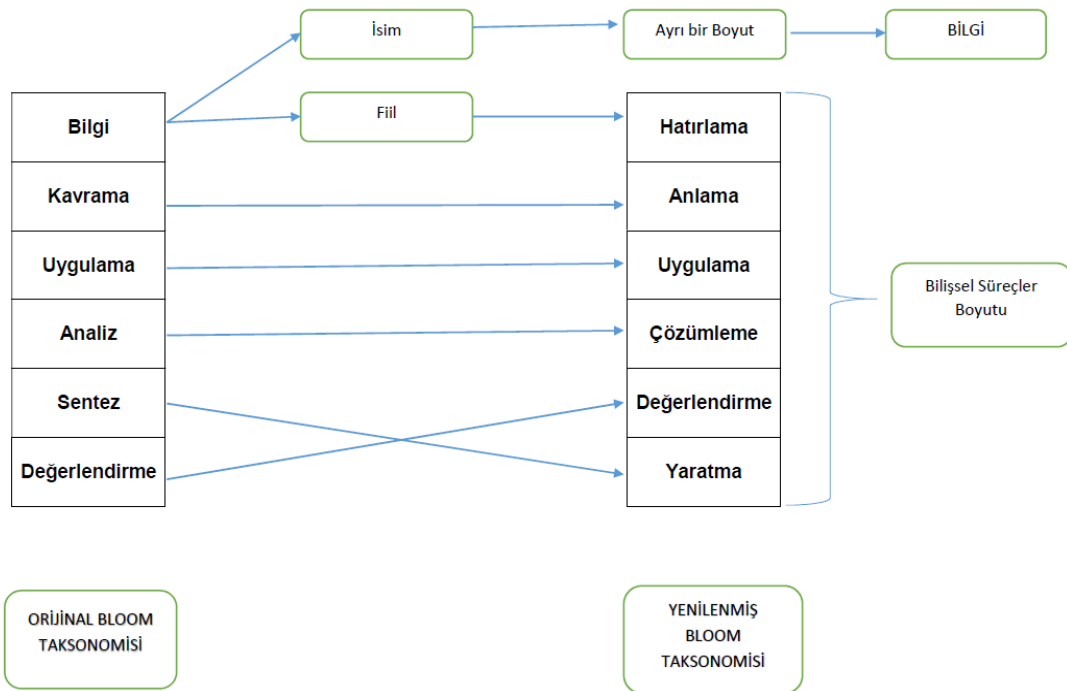 İsim
Ayrı bir Boyut
BİLGİ
Bilgi
Fiil
Hatırlama
Kavrama
Anlama
Uygulama
Uygulama
Bilişsel Süreçler
Boyutu
Analiz
Çözümleme
Sentez
Değerlendirme
Değerlendirme
Yaratma
ORİJİNAL BLOOM
TAKSONOMİSİ
YENİLENMİŞ
BLOOM
TAKSONOMİSİ